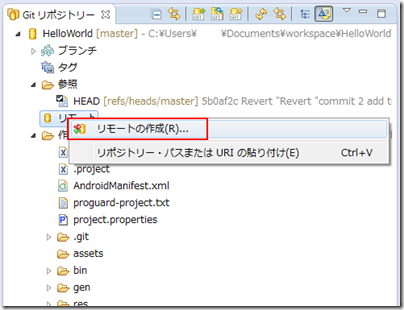 Git リポジトリー
HelloWorld [master] - C:¥Users¥ ¥Documents¥workspace¥HelloWorld
ブランチ
タグ
参照
HEAD [refs/heads/master] 5b0af2c Revert "Revert "commit 2 add t
リモート
リモートの作成(R)...
リポジトリー・パスまたは URI の貼り付け(E) Ctrl+V
作
.project
AndroidManifest.xml
proguard-project.txt
project.properties
.git
assets
bin
gen
res